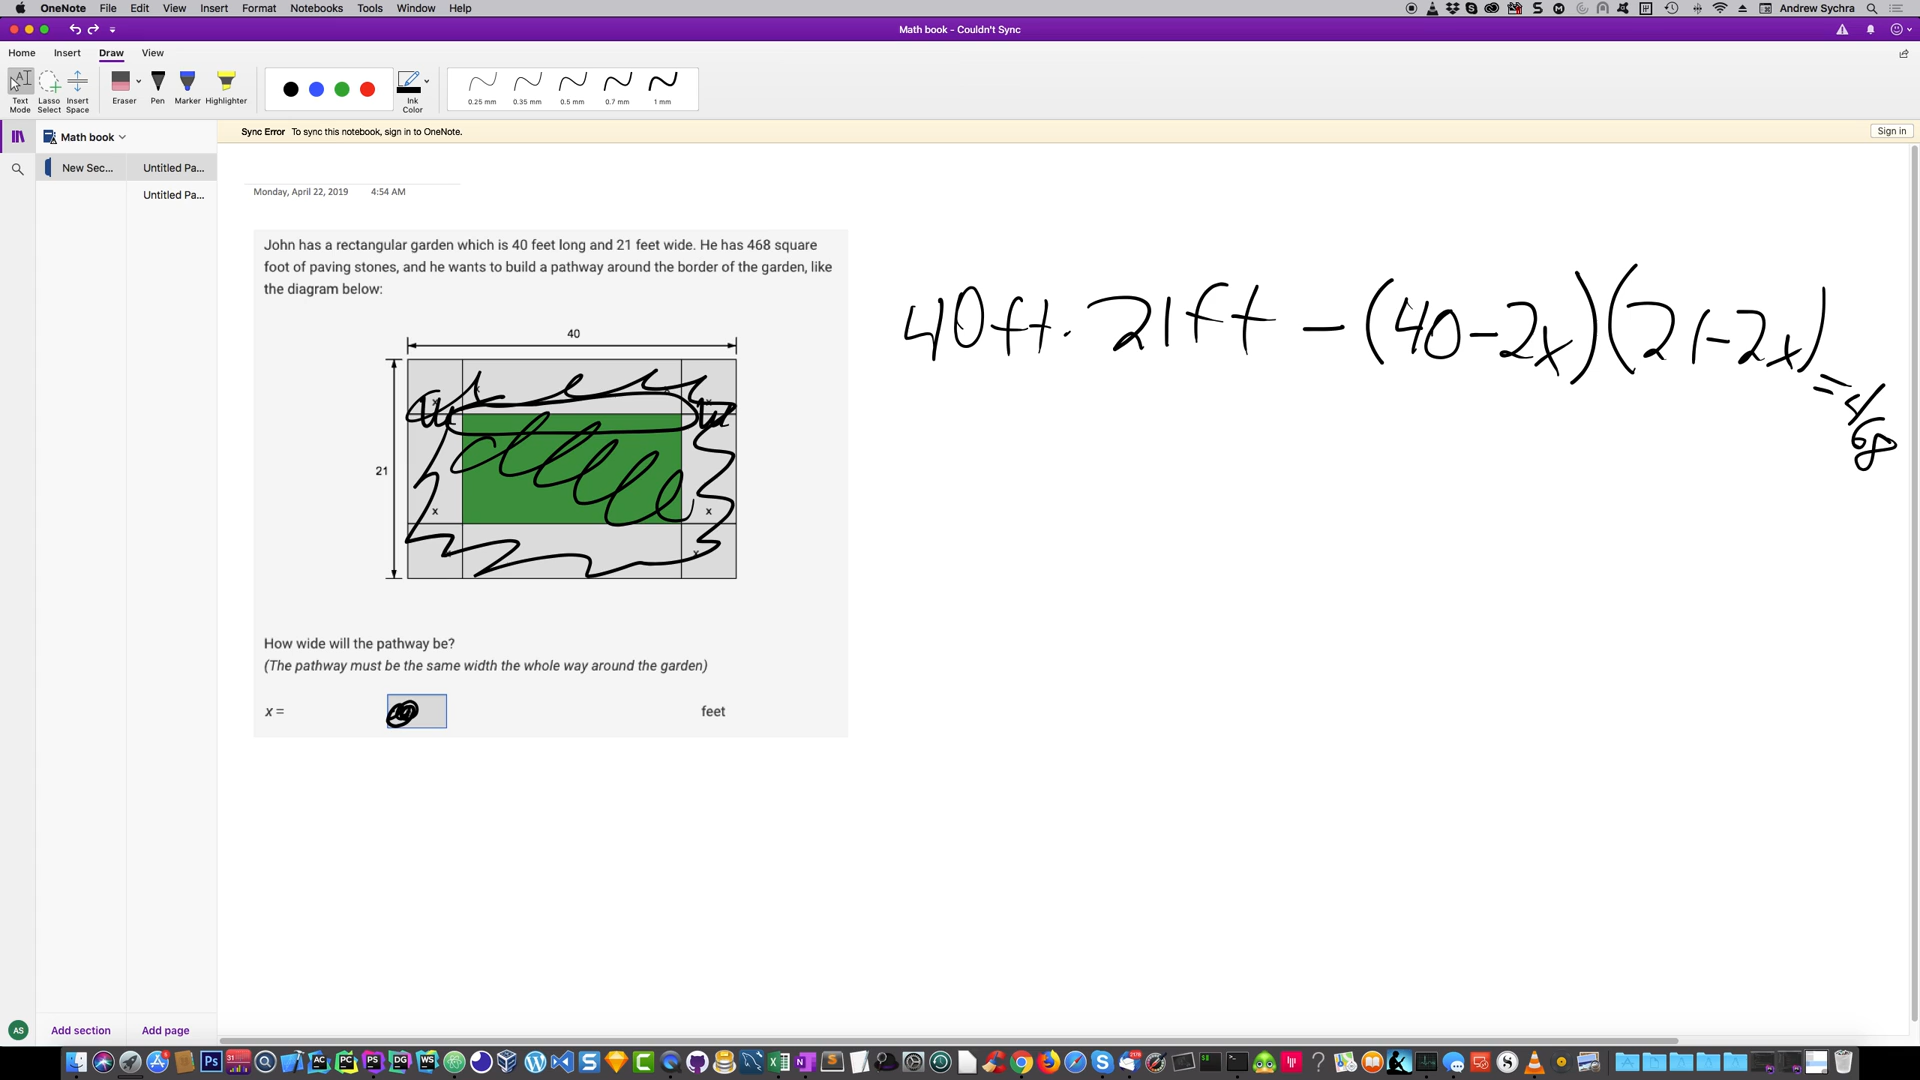 OneNote File Edit View Insert Format Notebooks Tools Window Help Andrew Sychra
Math book - Couldn't Sync
Home Insert Draw View
Text Mode Lasso Select Insert Space Eraser Pen Marker Highlighter Ink Color 0.25 mm 0.35 mm 0.5 mm 0.7 mm 1 mm
Math book
Sync Error To sync this notebook, sign in to OneNote. Sign in
New Sec... Untitled Pa...
Untitled Pa...
Monday, April 22, 2019 4:54 AM
John has a rectangular garden which is 40 feet long and 21 feet wide. He has 468 square
foot of paving stones, and he wants to build a pathway around the border of the garden, like
the diagram below:
40ft · 21ft - (40-2x)(21-2x)
= 468
40
21
x x
How wide will the pathway be?
(The pathway must be the same width the whole way around the garden)
x = feet
AS Add section Add page